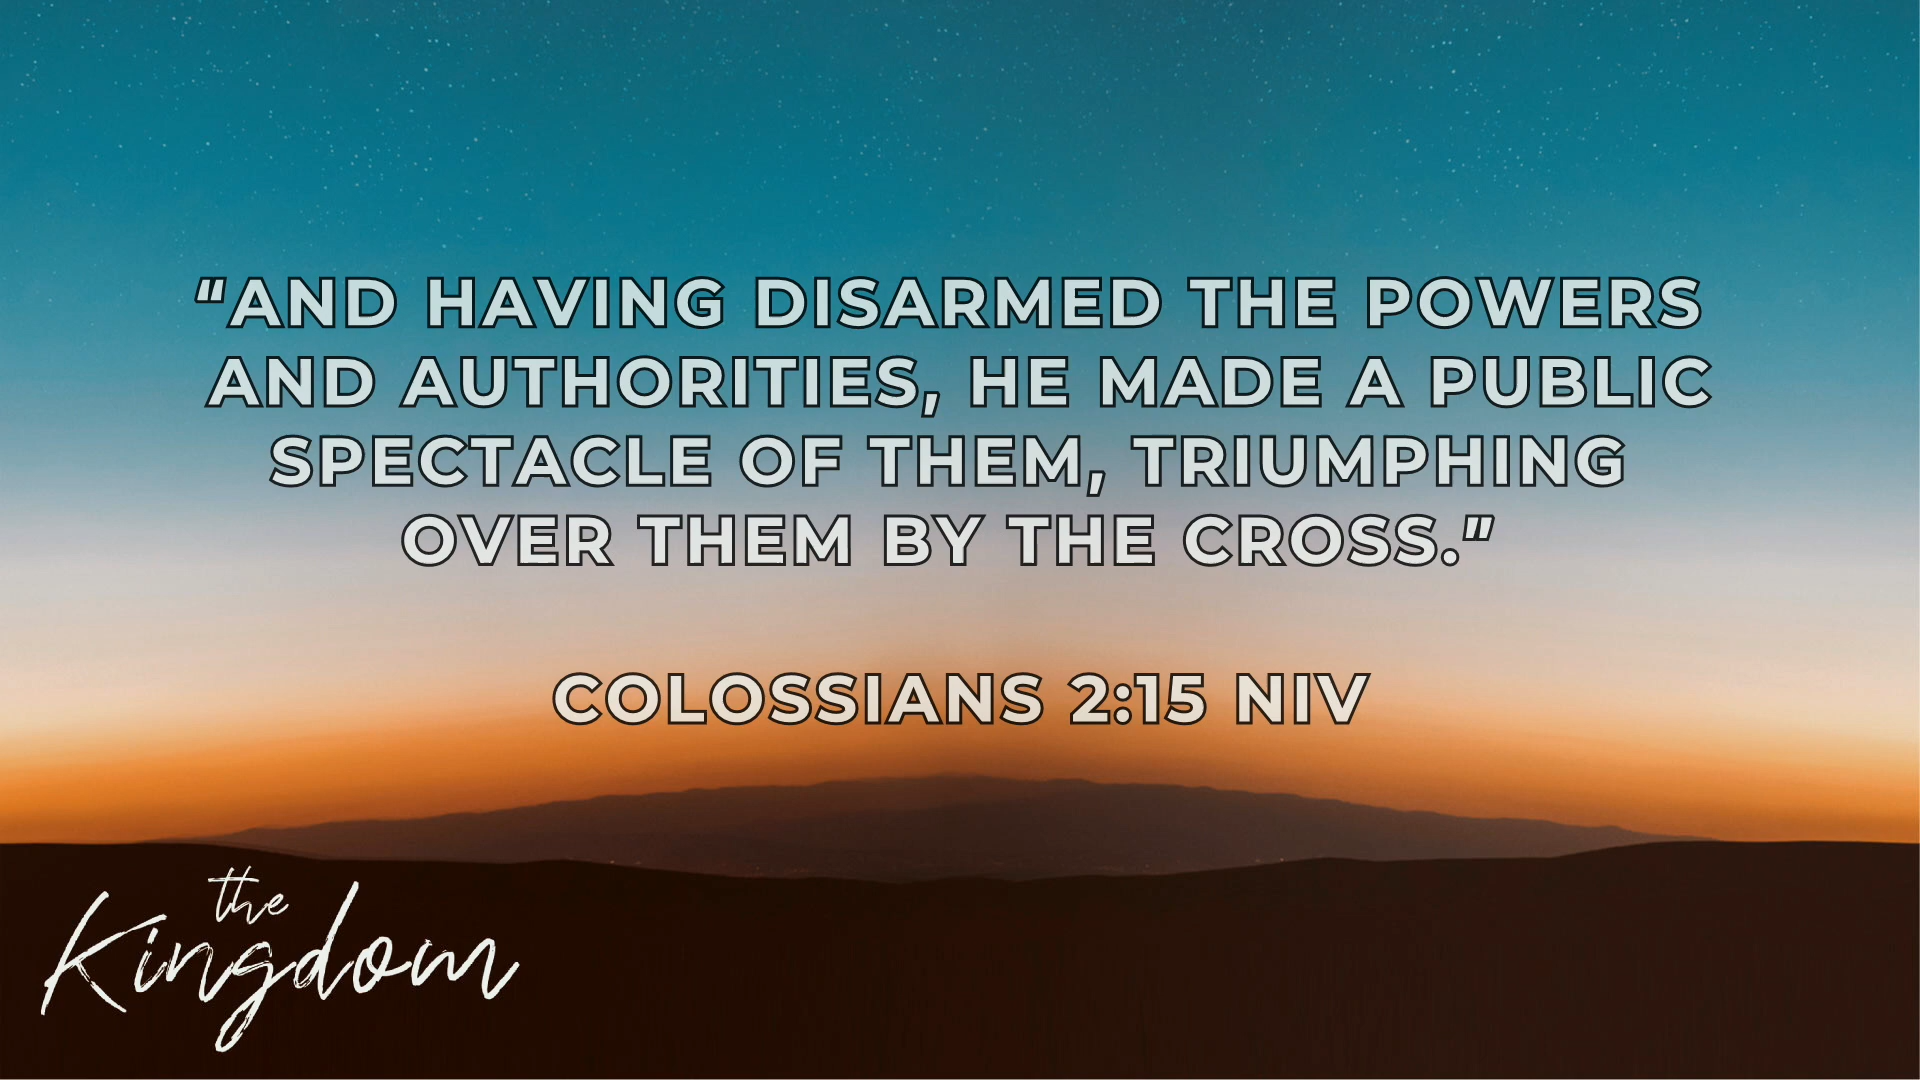 “AND HAVING DISARMED THE POWERS
AND AUTHORITIES, HE MADE A PUBLIC
SPECTACLE OF THEM, TRIUMPHING
OVER THEM BY THE CROSS.”
COLOSSIANS 2:15 NIV
the
Kingdom